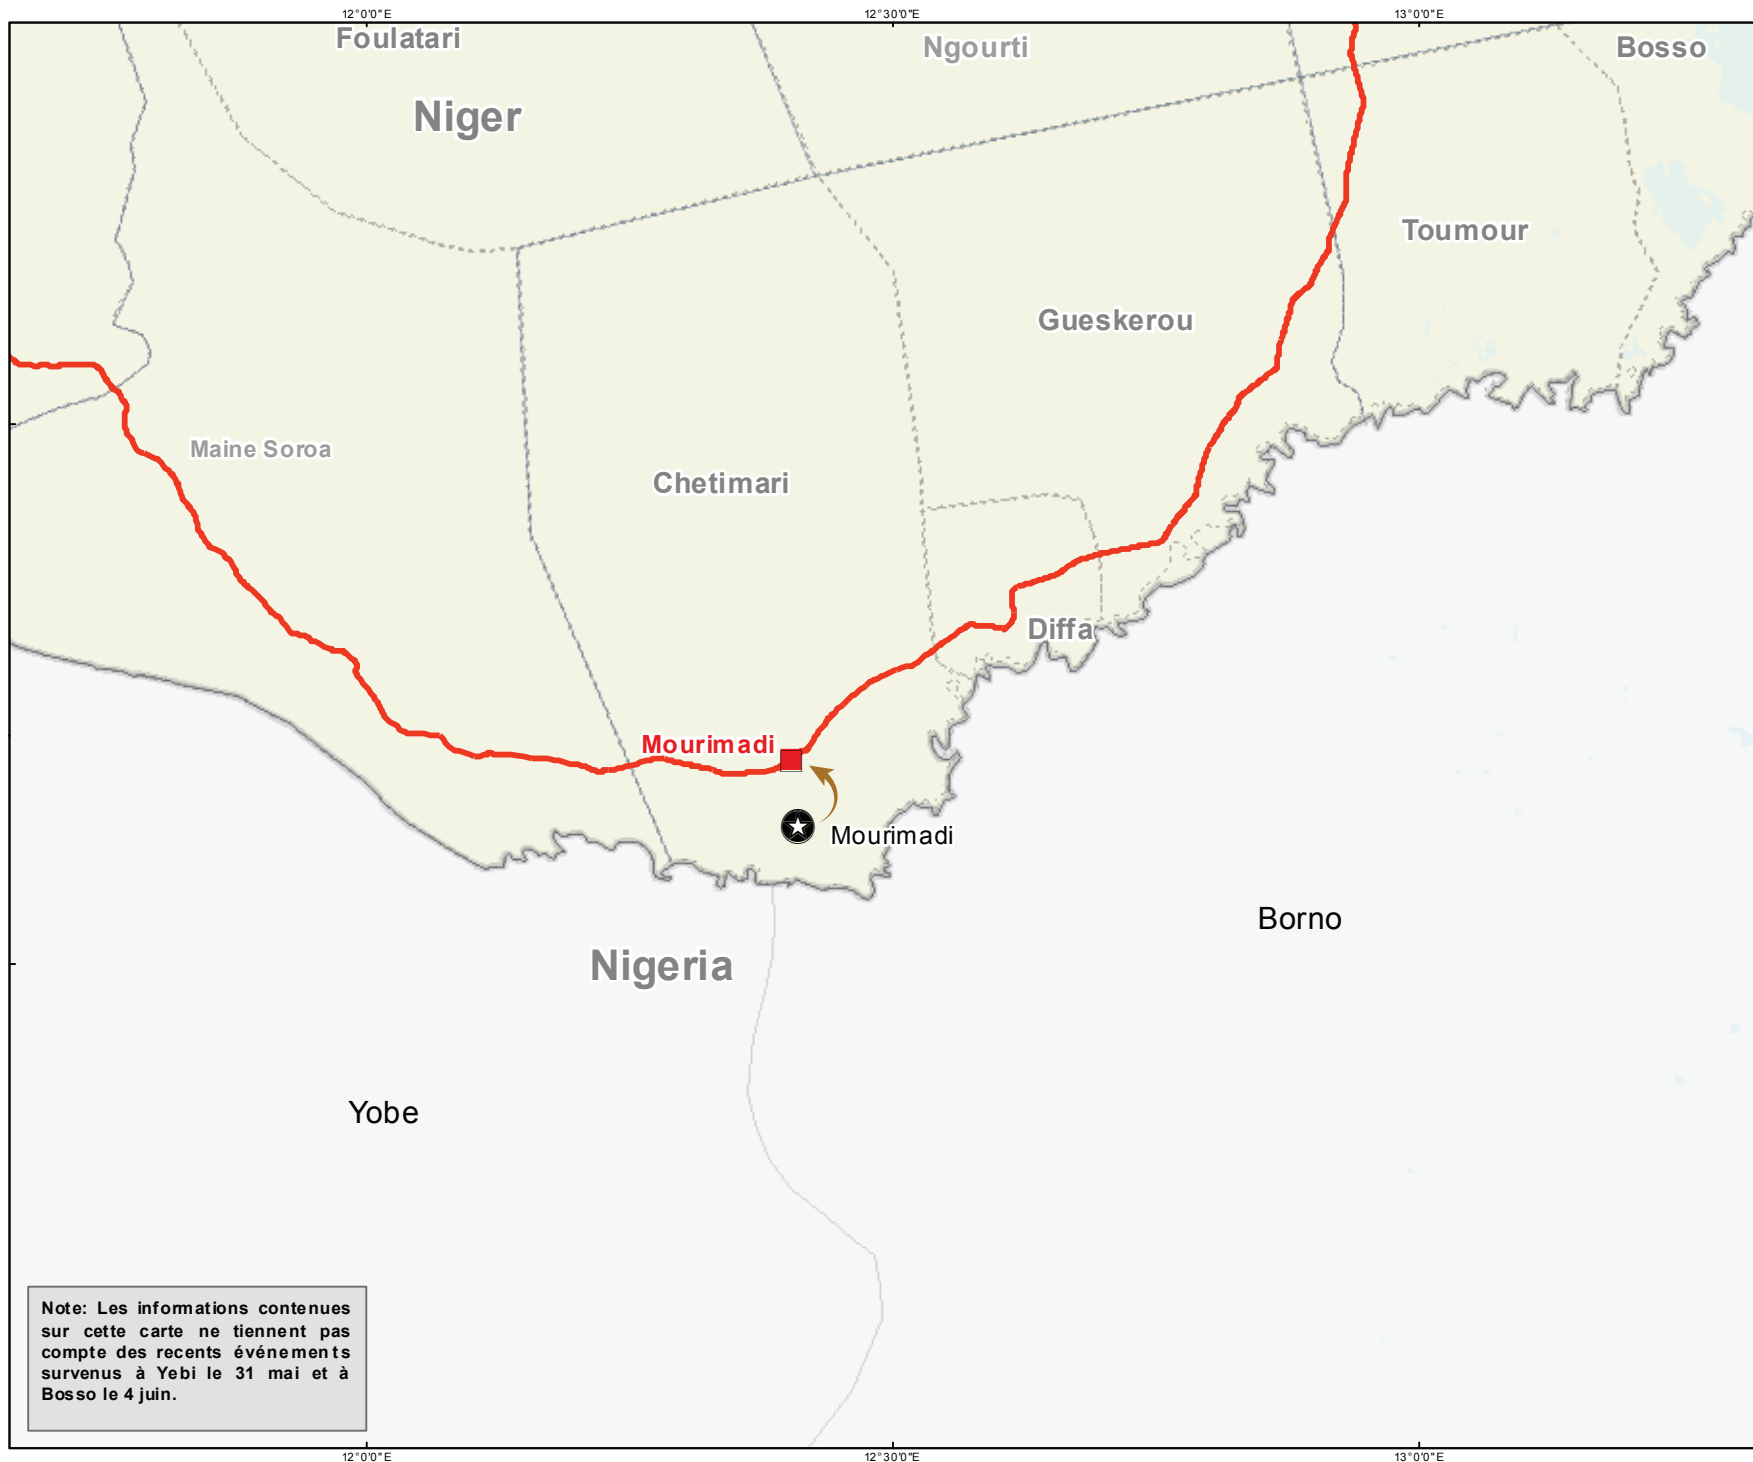 12°0'0"E
12°30'0"E
13°0'0"E
Foulatari
Ngourti
Bosso
Niger
Toumour
Gueskerou
Maine Soroa
Chetimari
Diffa
Mourimadi
Mourimadi
Borno
Nigeria
Yobe
Note: Les informations contenues
sur cette carte ne tiennent pas
compte des recents événements
survenus à Yebi le 31 mai et à
Bosso le 4 juin.
12°0'0"E
12°30'0"E
13°0'0"E